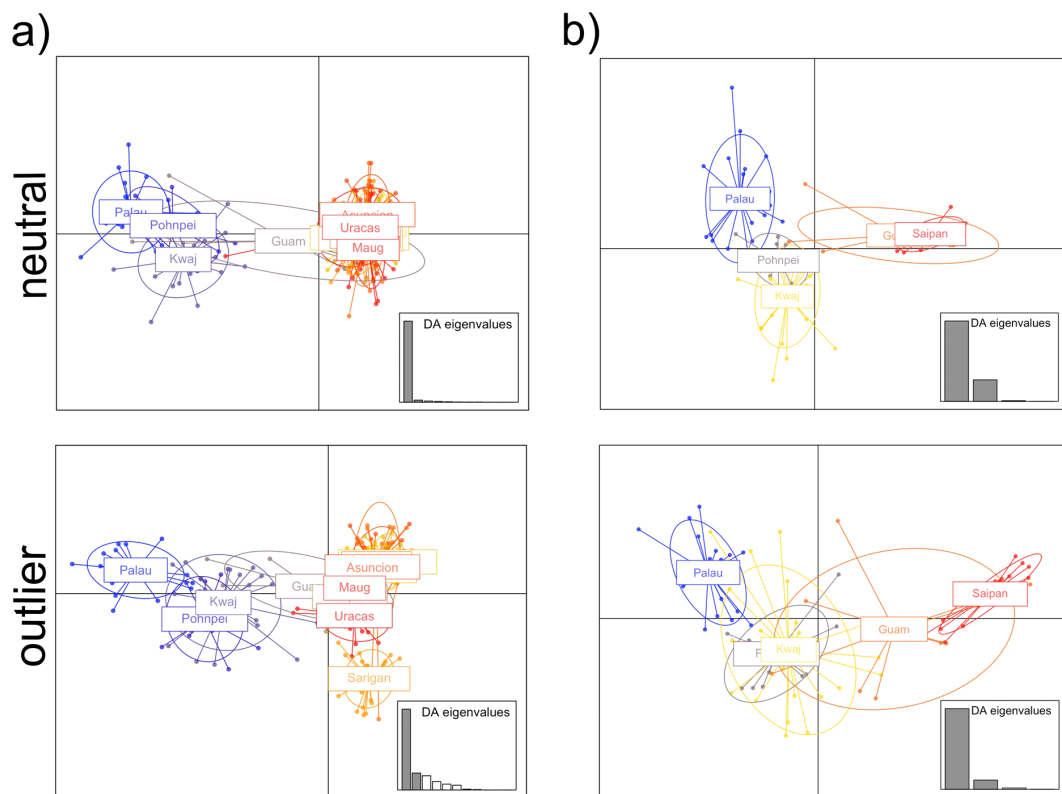 a)
b)
neutral
Palau
Pohnpei
Kwaj
Guam
Asuncion
Uracas
Maug
DA eigenvalues
Palau
Pohnpei
Kwaj
Saipan
DA eigenvalues
outlier
Palau
Kwaj
Pohnpei
Asuncion
Maug
Uracas
Sarigan
DA eigenvalues
Palau
Kwaj
Guam
Saipan
DA eigenvalues